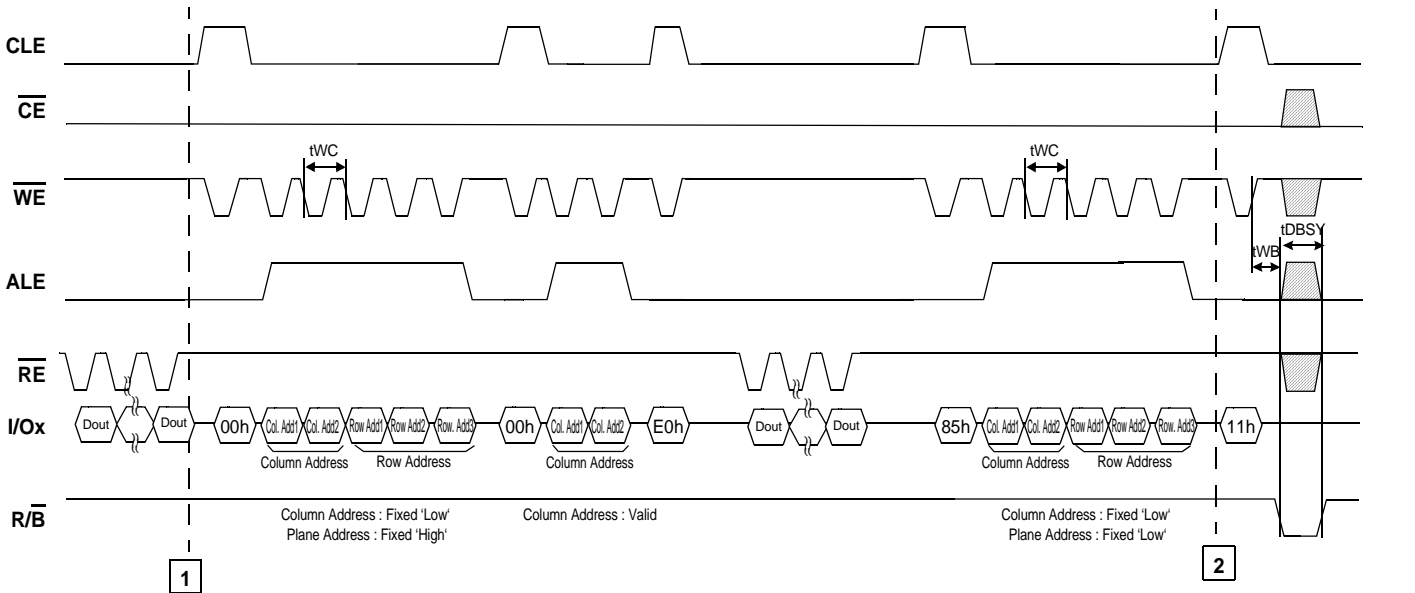 CLE
CE
tWC
tWC
WE
tDBSY
tWB
ALE
RE
I/Ox
Dout
Dout
00h
Col. Add1
Col. Add2
Row Add1
Row Add2
Row. Add3
00h
Col. Add1
Col. Add2
E0h
Dout
Dout
85h
Col. Add1
Col. Add2
Row Add1
Row Add2
Row. Add3
11h
Column Address
Row Address
Column Address
Column Address
Row Address
R/B
Column Address : Fixed ‘Low‘
Plane Address : Fixed ‘High‘
Column Address : Valid
Column Address : Fixed ‘Low‘
Plane Address : Fixed ‘Low‘
1
2